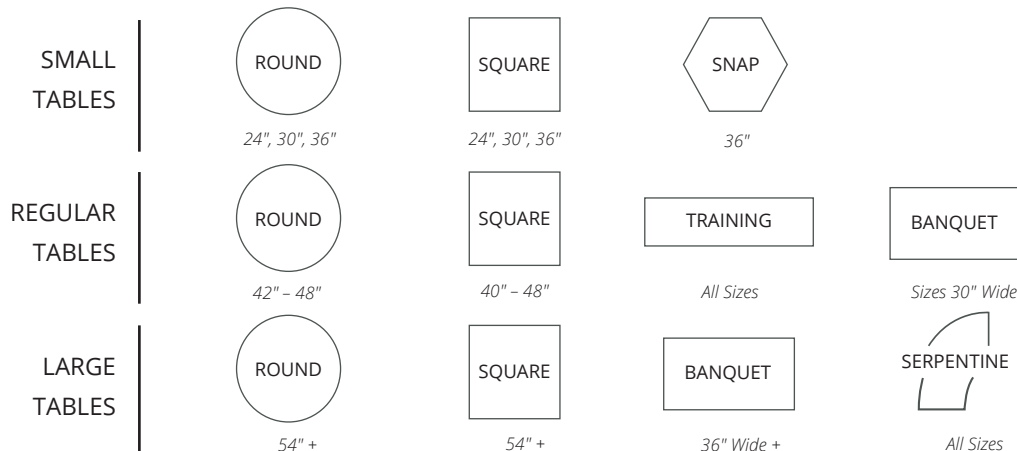 SMALL
TABLES
ROUND
SQUARE
SNAP
24", 30", 36"
24", 30", 36"
36"
REGULAR
TABLES
ROUND
SQUARE
TRAINING
BANQUET
42" – 48"
40" – 48"
All Sizes
Sizes 30" Wide
LARGE
TABLES
ROUND
SQUARE
BANQUET
SERPENTINE
54" +
54" +
36" Wide +
All Sizes